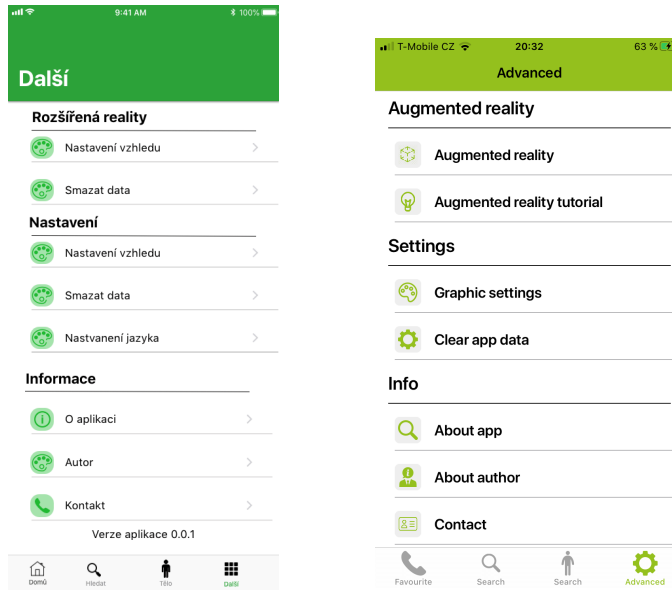 9:41 AM
100%
Další
Rozšířená reality
Nastavení vzhledu
Smazat data
Nastavení
Nastavení vzhledu
Smazat data
Nastvanení jazyka
Informace
O aplikaci
Autor
Kontakt
Verze aplikace 0.0.1
Domů Hledat Tělo Další
T-Mobile CZ 20:32 63 %
Advanced
Augmented reality
Augmented reality
Augmented reality tutorial
Settings
Graphic settings
Clear app data
Info
About app
About author
Contact
Favourite Search Search Advanced